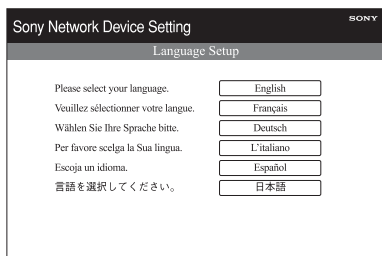 Sony Network Device Setting
SONY
Language Setup
Please select your language. English
Veuillez sélectionner votre langue. Français
Wählen Sie Ihre Sprache bitte. Deutsch
Per favore scelga la Sua lingua. L'italiano
Escoja un idioma. Español
言語を選択してください。 日本語